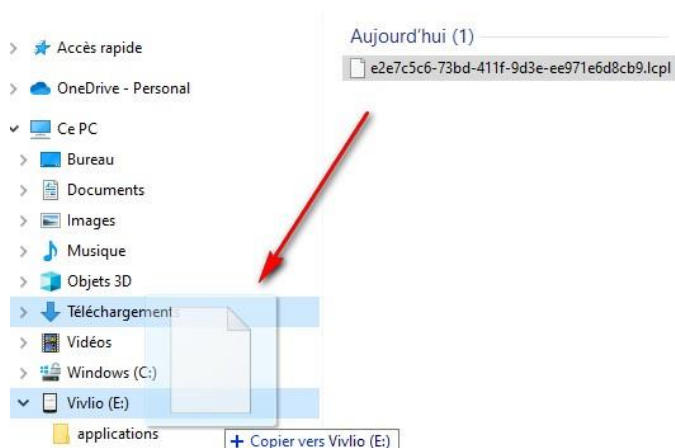 Aujourd'hui (1)
e2e7c5c6-73bd-411f-9d3e-ee971e6d8cb9.lcpl
Accès rapide
OneDrive - Personal
Ce PC
Bureau
Documents
Images
Musique
Objets 3D
Téléchargements
Vidéos
Windows (C:)
Vivlio (E:)
applications
+ Copier vers Vivlio (E:)